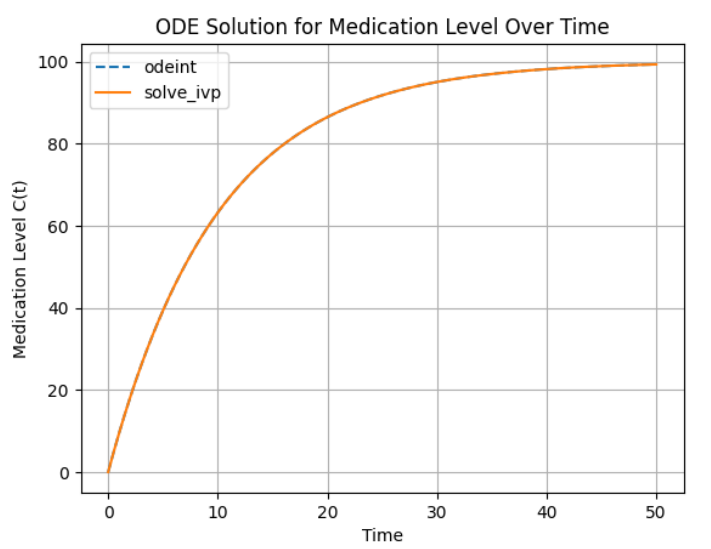 ODE Solution for Medication Level Over Time
odeint
solve_ivp
Medication Level C(t)
100
80
60
40
20
0
0 10 20 30 40 50
Time